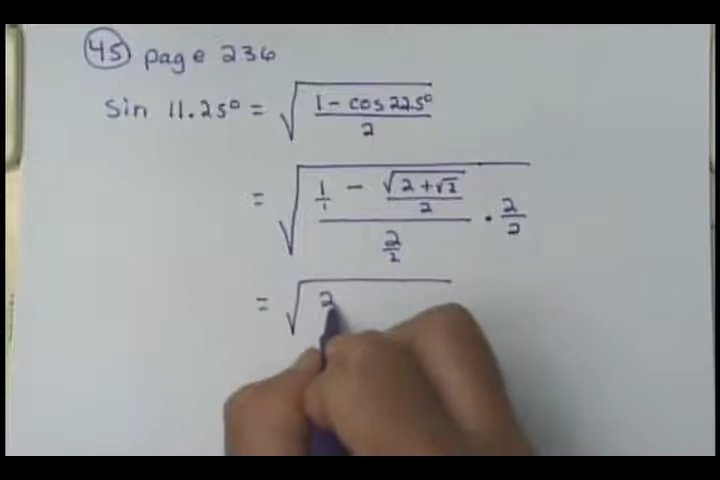 45 page 236
sin 11.25° = √((1 - cos 22.5°)/2)
= √((1/1 - √(2+√2)/2)/(2/1) · 2/2)
= √(2